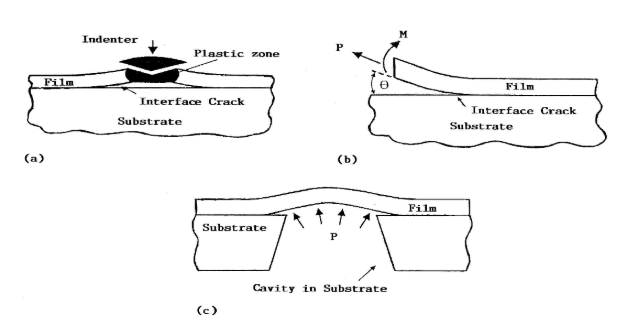 Indenter
Plastic zone
Film
Interface Crack
Substrate
(a)
M
P
θ
Film
Interface Crack
Substrate
(b)
Film
Substrate
P
Cavity in Substrate
(c)